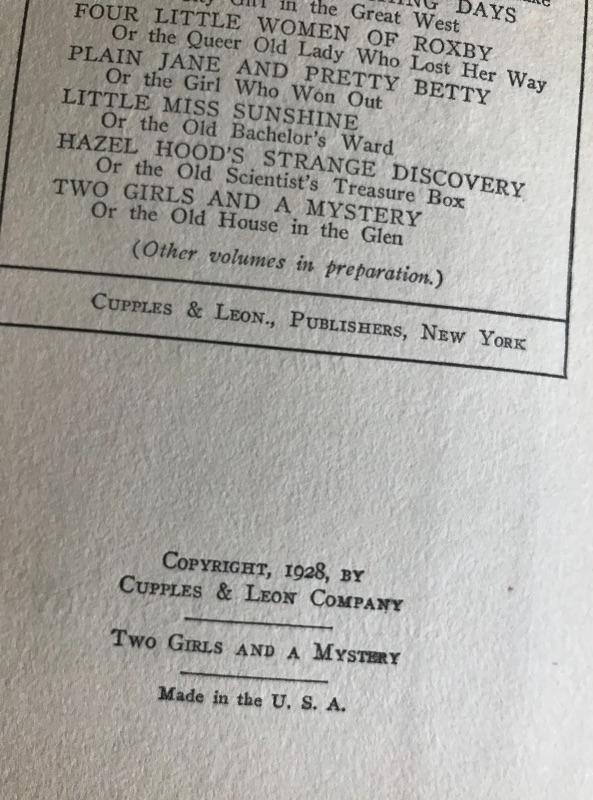 DAYS
in the Great West
FOUR LITTLE WOMEN OF ROXBY
Or the Queer Old Lady Who Lost Her Way
PLAIN JANE AND PRETTY BETTY
Or the Girl Who Won Out
LITTLE MISS SUNSHINE
Or the Old Bachelor's Ward
HAZEL HOOD'S STRANGE DISCOVERY
Or the Old Scientist's Treasure Box
TWO GIRLS AND A MYSTERY
Or the Old House in the Glen
(Other volumes in preparation.)
CUPPLES & LEON., PUBLISHERS, NEW YORK
COPYRIGHT, 1928, BY
CUPPLES & LEON COMPANY
TWO GIRLS AND A MYSTERY
Made in the U. S. A.